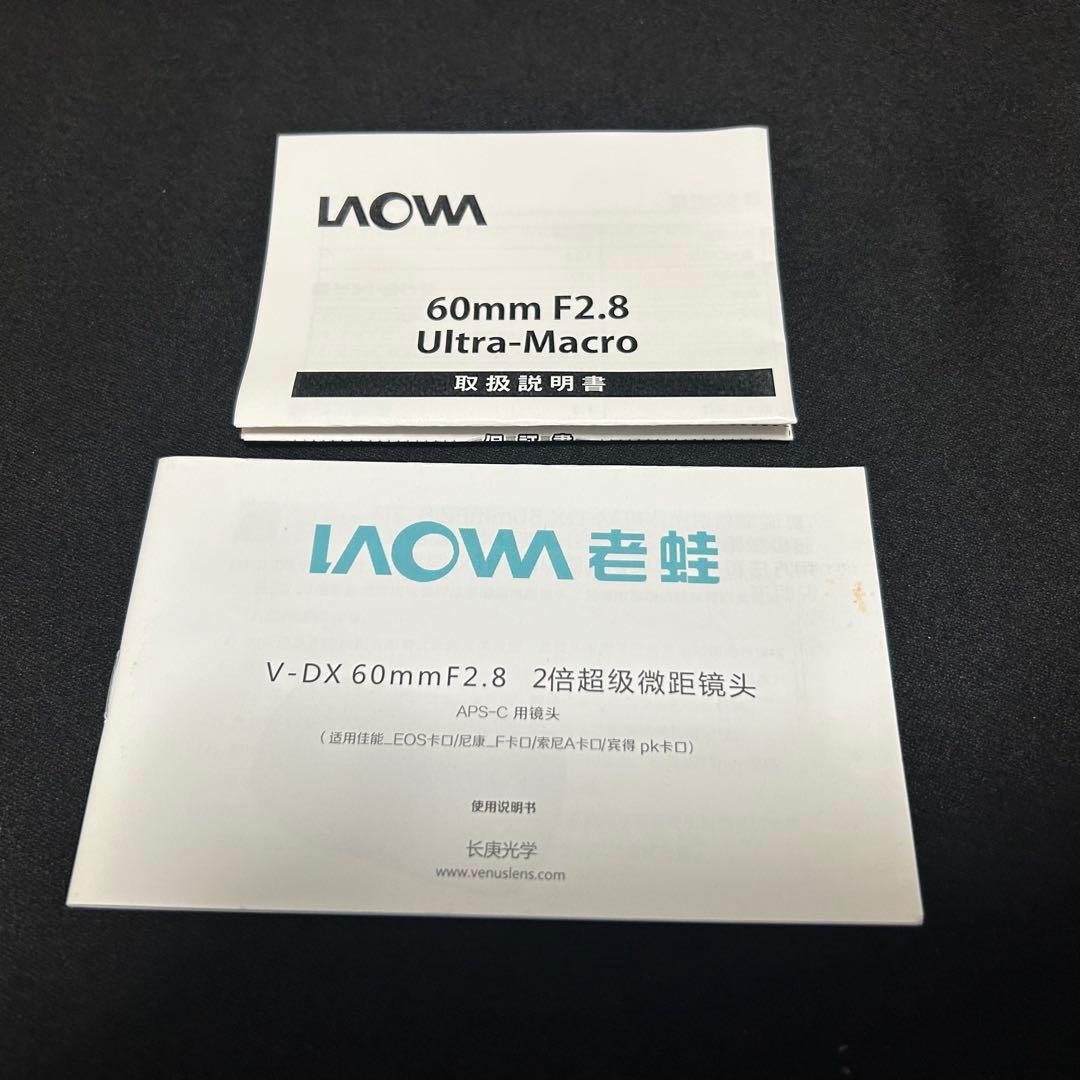 LAOWA
60mm F2.8
Ultra-Macro
取扱説明書
保証書
LAOWA 老蛙
V-DX 60mmF2.8 2倍超级微距镜头
APS-C 用镜头
(适用佳能_EOS卡口/尼康_F卡口/索尼A卡口/宾得 pk卡口)
使用说明书
长庚光学
www.venuslens.com